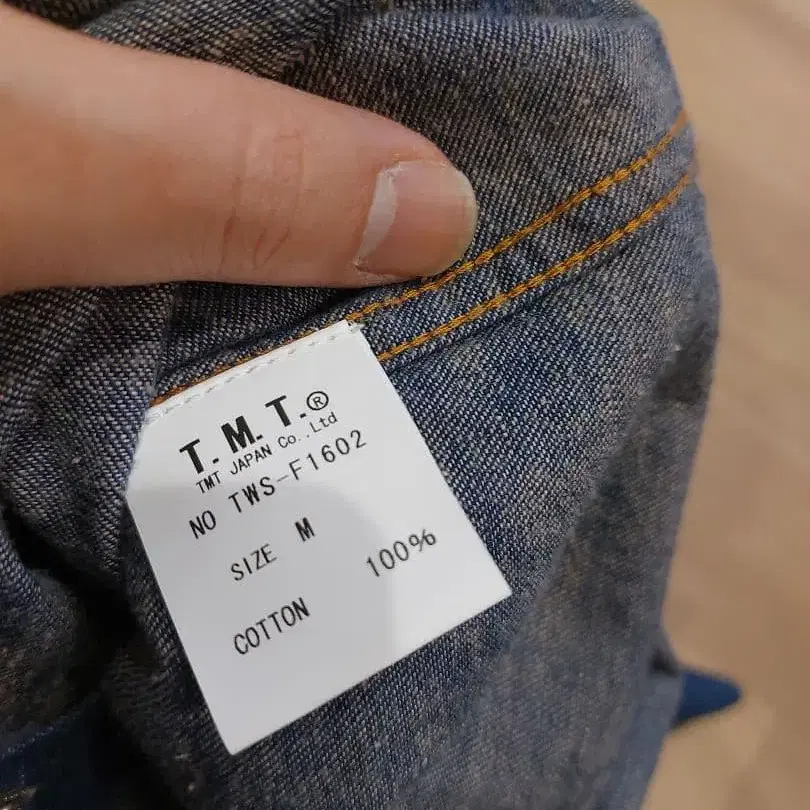 T.M.T.®
TMT JAPAN Co.,Ltd
NO TWS-F1602
SIZE M
COTTON 100%